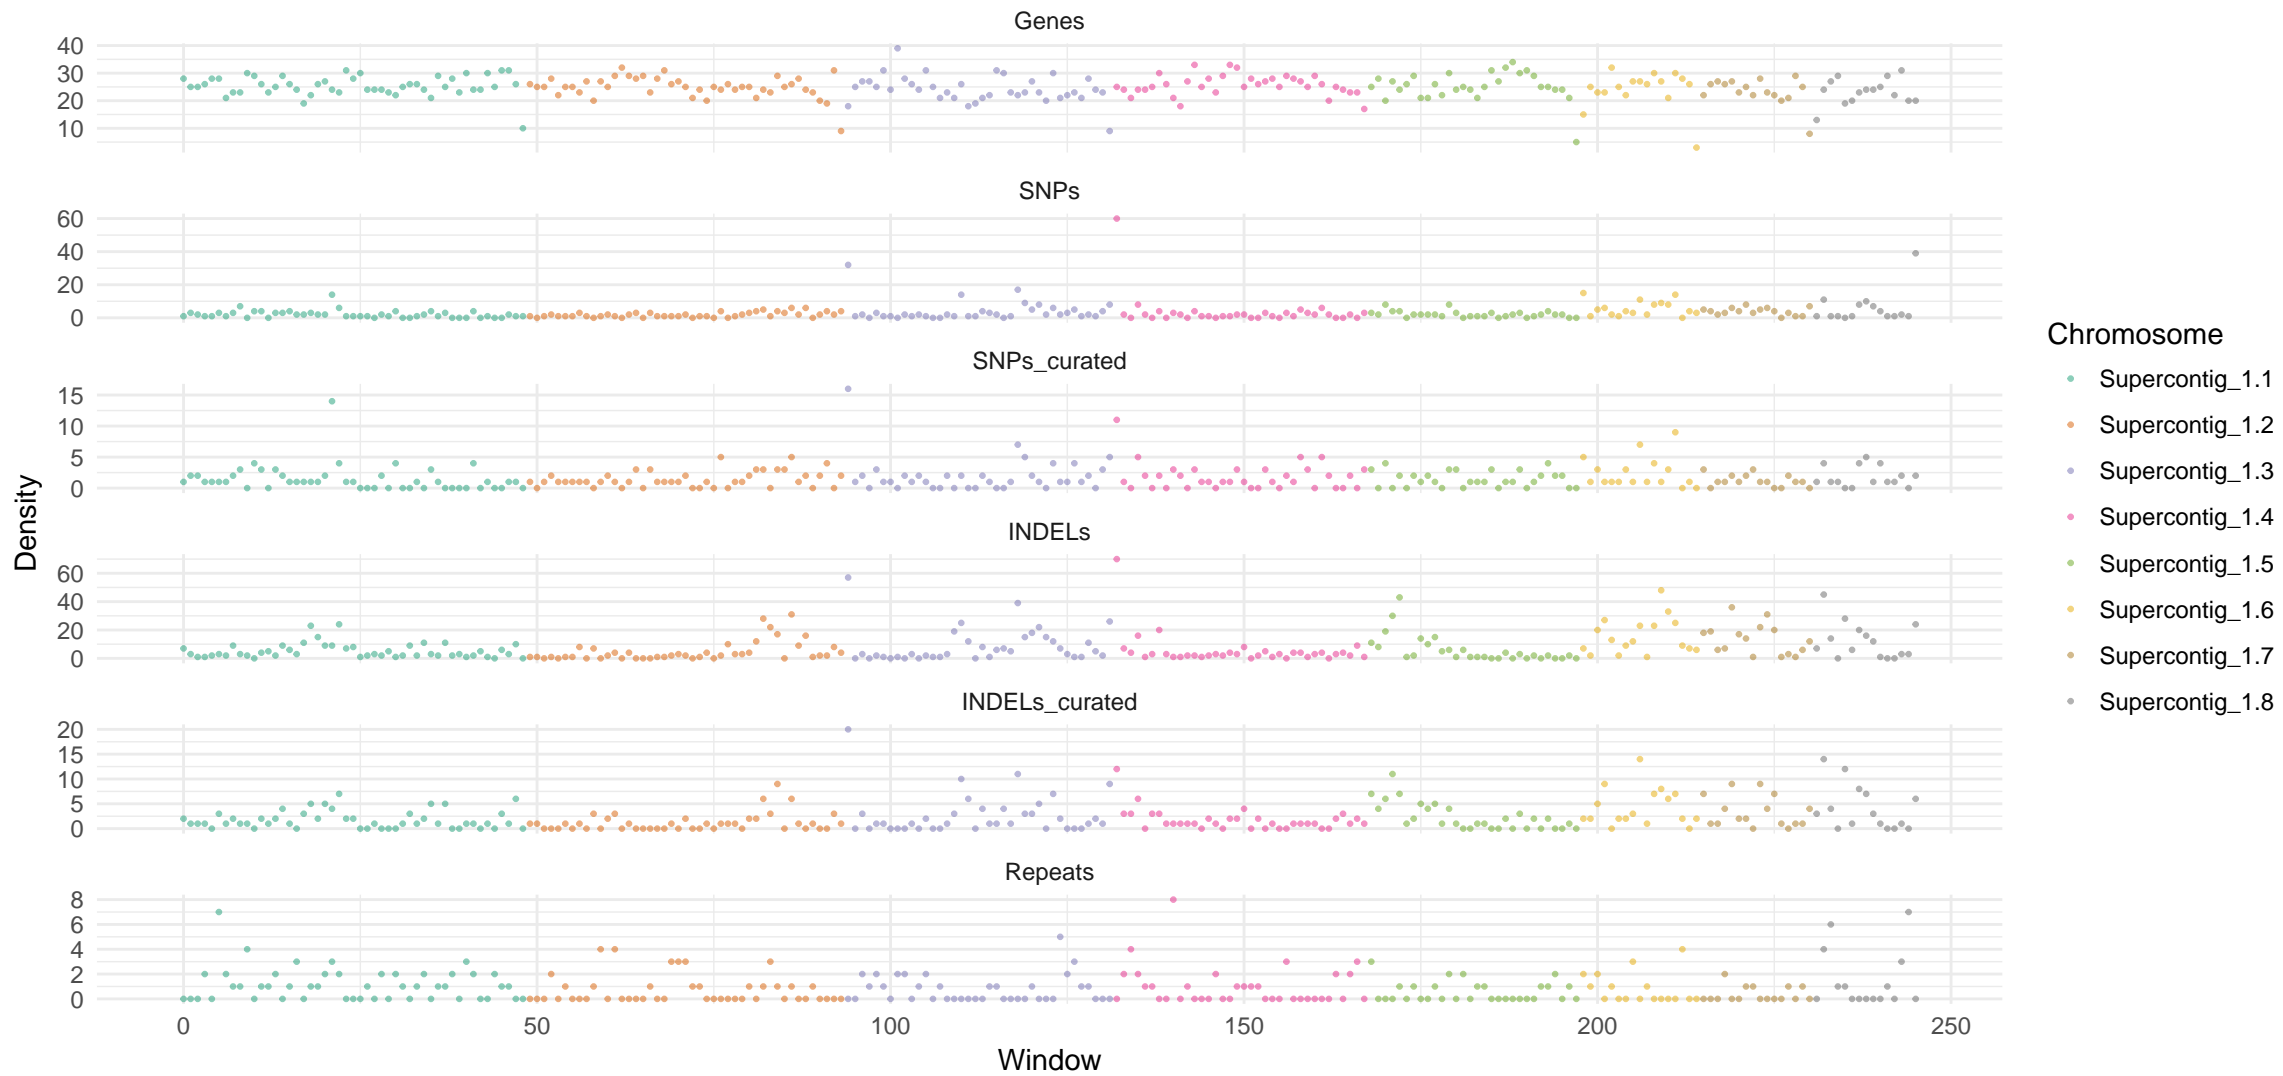 Genes
40
30
20
10
SNPs
60
40
20
0
SNPs_curated
15
10
5
0
INDELs
60
40
20
0
INDELs_curated
20
15
10
5
0
Repeats
8
6
4
2
0
0 50 100 150 200 250
Window
Density
Chromosome
Supercontig_1.1
Supercontig_1.2
Supercontig_1.3
Supercontig_1.4
Supercontig_1.5
Supercontig_1.6
Supercontig_1.7
Supercontig_1.8